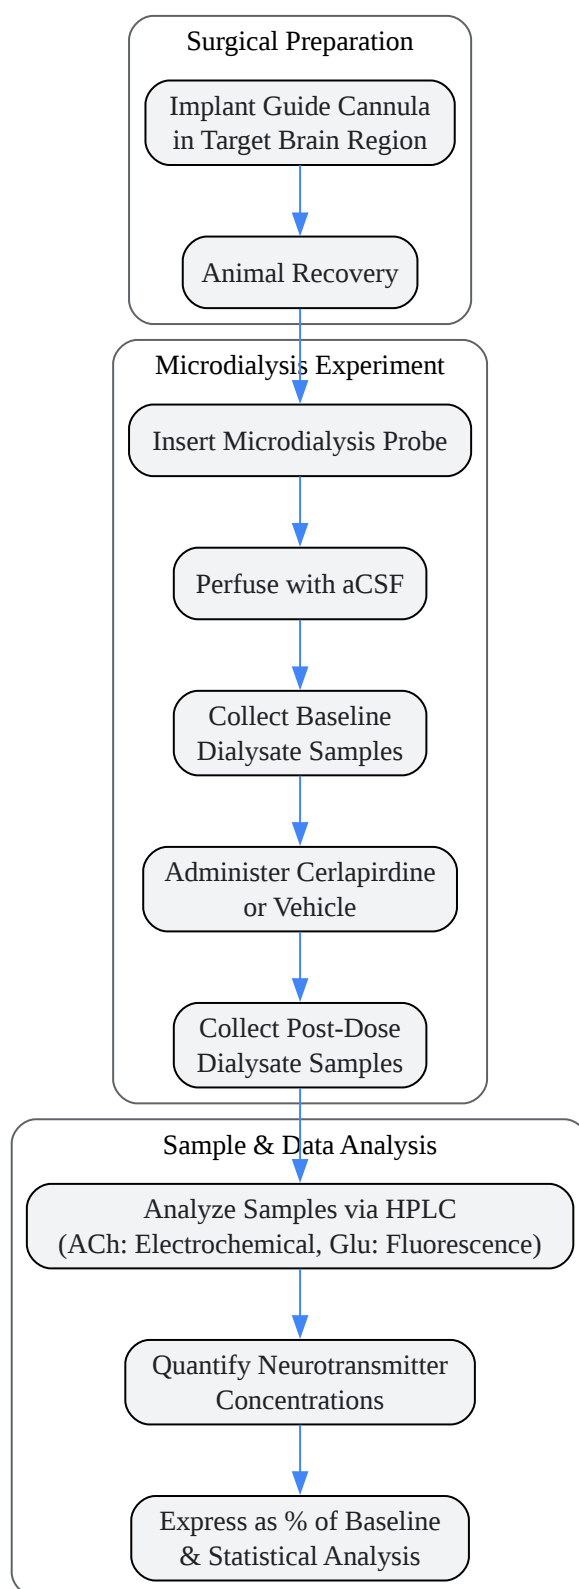 Surgical Preparation
Implant Guide Cannula
in Target Brain Region
Animal Recovery
Microdialysis Experiment
Insert Microdialysis Probe
Perfuse with aCSF
Collect Baseline
Dialysate Samples
Administer Cerlapirdine
or Vehicle
Collect Post-Dose
Dialysate Samples
Sample & Data Analysis
Analyze Samples via HPLC
(ACh: Electrochemical, Glu: Fluorescence)
Quantify Neurotransmitter
Concentrations
Express as % of Baseline
& Statistical Analysis